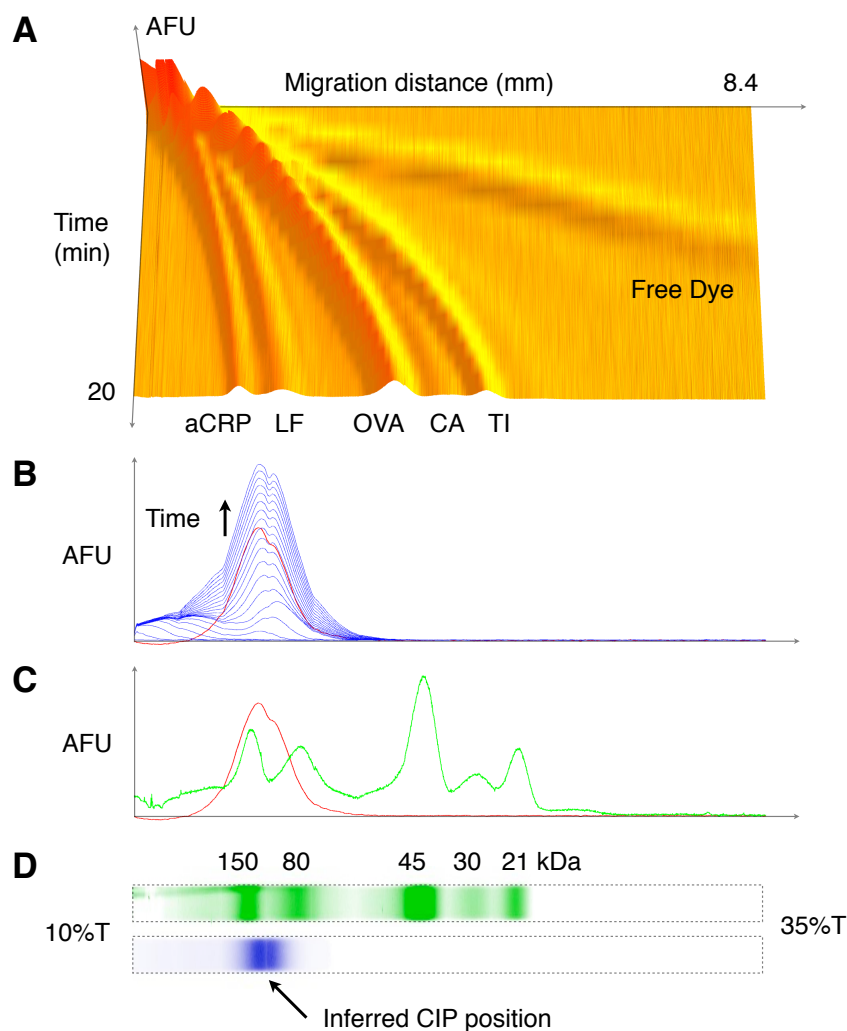 A
AFU
Migration distance (mm)
8.4
Time
(min)
Free Dye
20
aCRP LF OVA CA TI
B
Time
AFU
C
AFU
D
150 80 45 30 21 kDa
10%T
35%T
Inferred CIP position